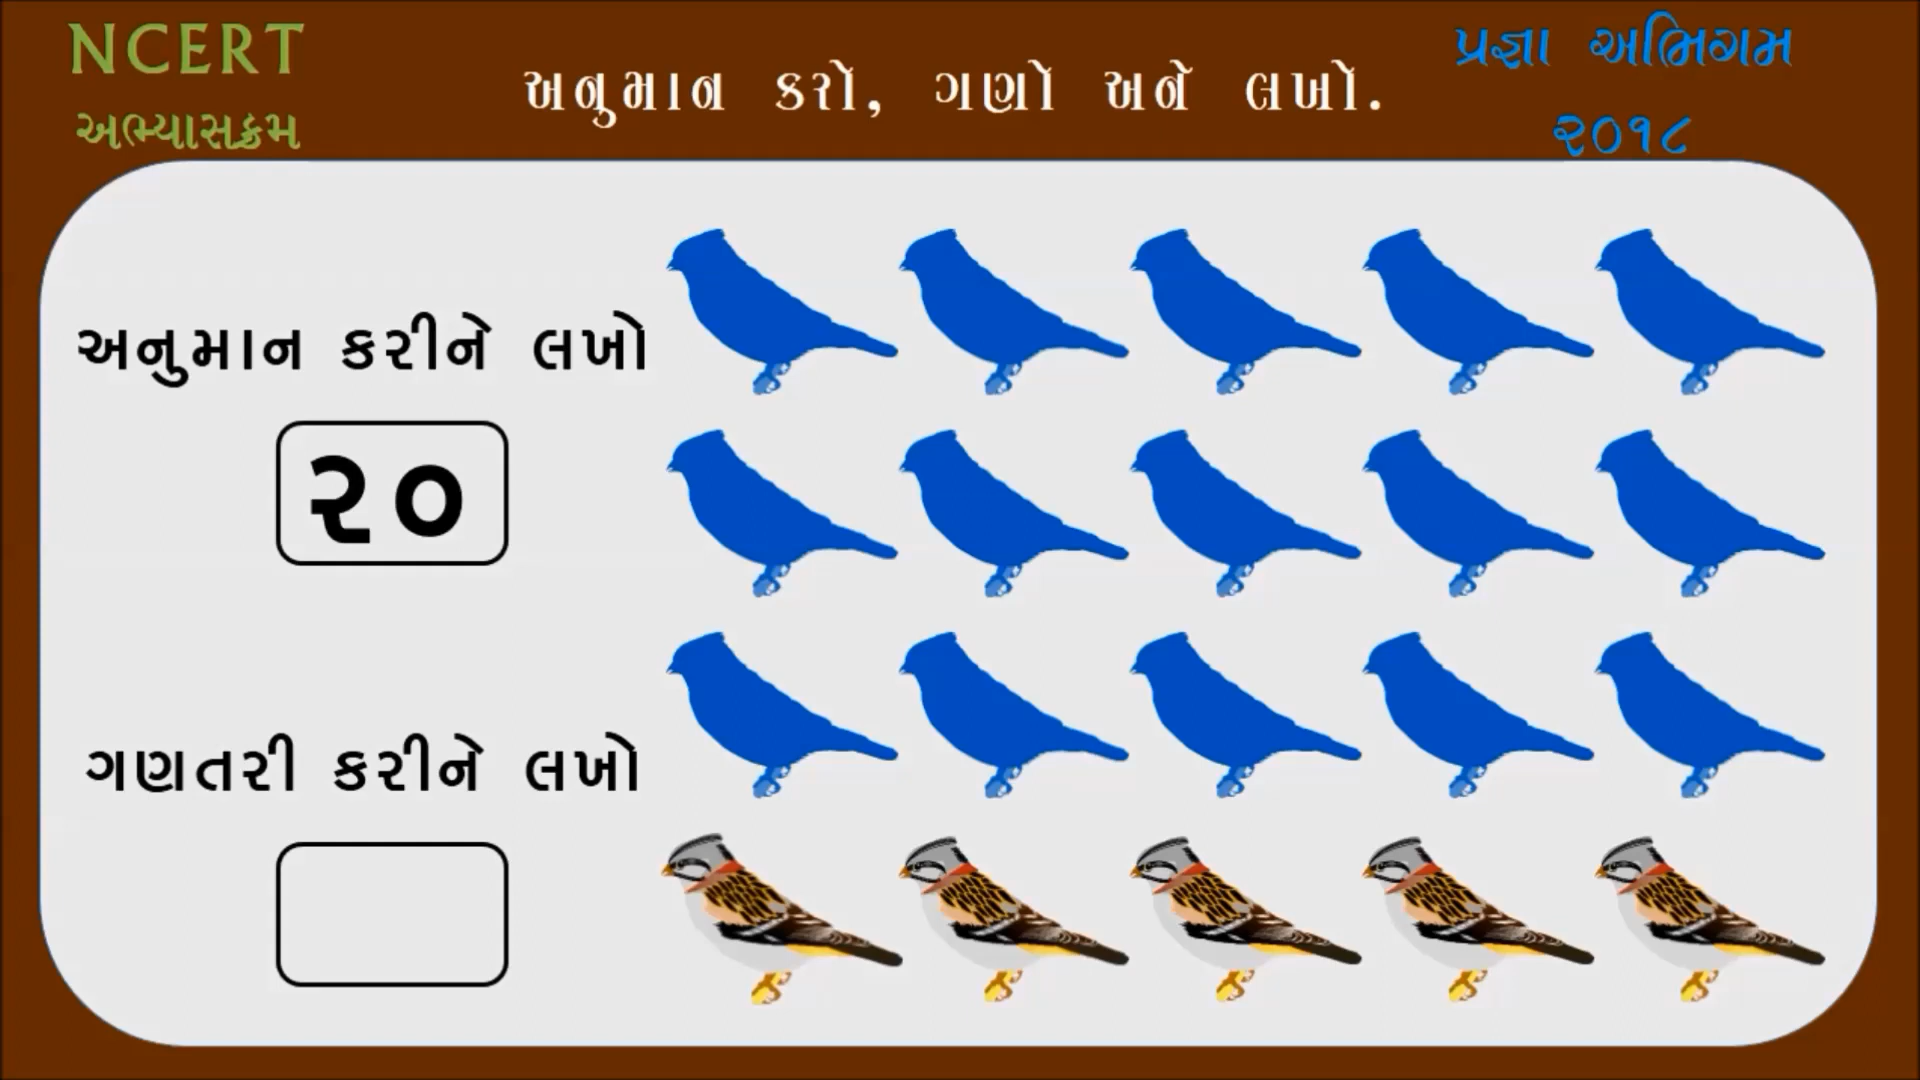 NCERT
અભ્યાસક્રમ
અનુમાન કરો, ગણો અને લખો.
પ્રજ્ઞા અભિગમ
૨૦૧૮
અનુમાન કરીને લખો
૨૦
ગણતરી કરીને લખો